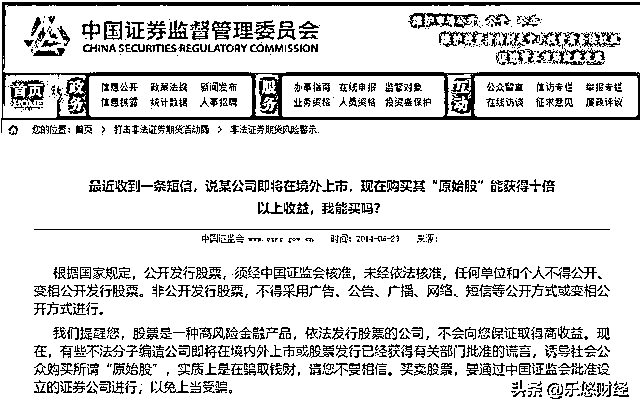 中国证券监督管理委员会
CHINA SECURITIES REGULATORY COMMISSION
首页
HOME
政务
信息公开 政策法规 新闻发布
信息披露 统计数据 人事招聘
服务
办事指南 在线申报 监管对象
业务资格 人员资格 投资者保护
互动
公众留言 信访专栏 举报专栏
在线访谈 征求意见 廉政评议
您的位置：首页 > 打击非法证券期货活动局 > 非法证券期货风险警示
最近收到一条短信，说某公司即将在境外上市，现在购买其“原始股”能获得十倍
以上收益，我能买吗？
中国证监会 www.csrc.gov.cn 时间：2014-06-23 来源：
根据国家规定，公开发行股票，须经中国证监会核准，未经依法核准，任何单位和个人不得公开、
变相公开发行股票。非公开发行股票，不得采用广告、公告、广播、网络、短信等公开方式或变相公
开方式进行。
我们提醒您，股票是一种高风险金融产品，依法发行股票的公司，不会向您保证取得高收益。现
在，有些不法分子编造公司即将在境内外上市或股票发行已经获得有关部门批准的谎言，诱导社会公
众购买所谓“原始股”，实质上是在骗取钱财，请您不要相信。买卖股票，要通过中国证监会批准设
立的证券公司进行，以免上当受骗。
头条@乐悠财经